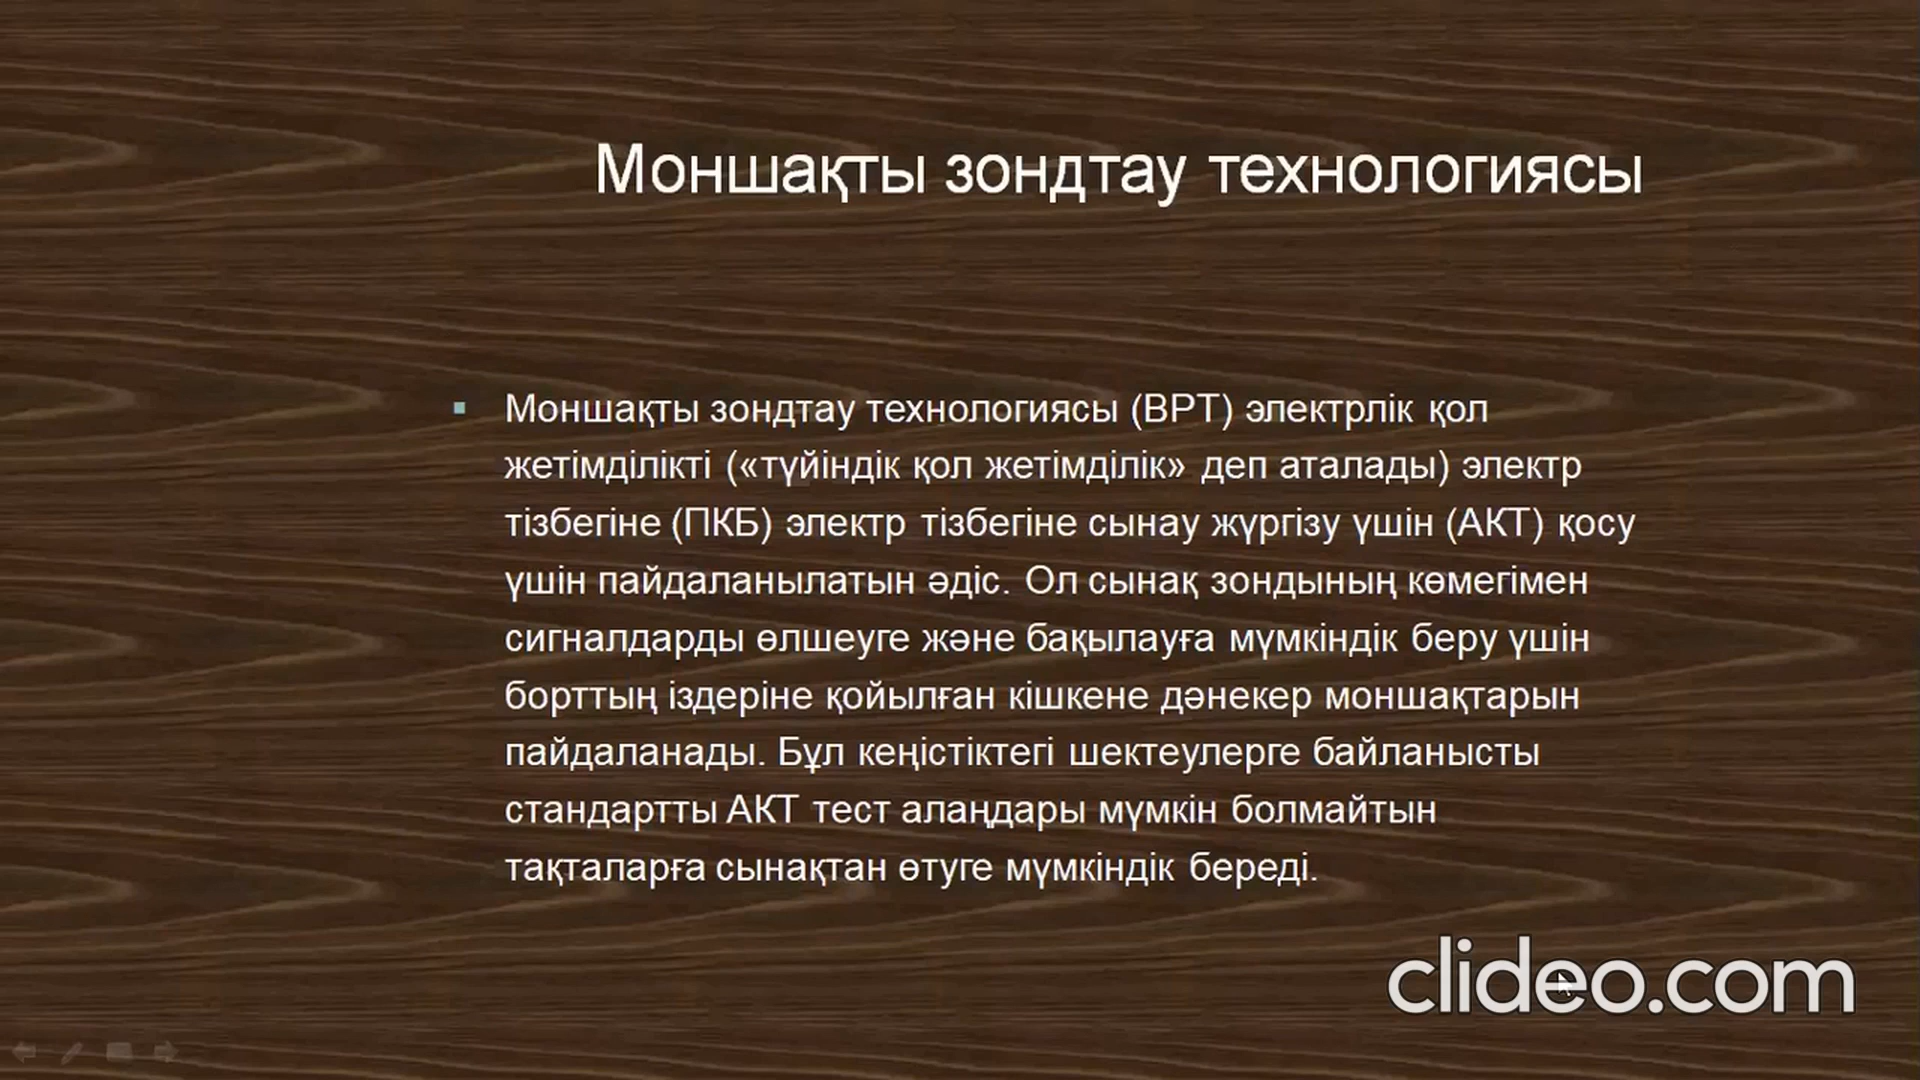 Моншақты зондтау технологиясы
Моншақты зондтау технологиясы (ВРТ) электрлік қол
жетімділікті («түйіндік қол жетімділік» деп аталады) электр
тізбегіне (ПКБ) электр тізбегіне сынау жүргізу үшін (АКТ) қосу
үшін пайдаланылатын әдіс. Ол сынақ зондының көмегімен
сигналдарды өлшеуге және бақылауға мүмкіндік беру үшін
борттың іздеріне қойылған кішкене дәнекер моншақтарын
пайдаланады. Бұл кеңістіктегі шектеулерге байланысты
стандартты АКТ тест алаңдары мүмкін болмайтын
тақталарға сынақтан өтуге мүмкіндік береді.
clideo.com